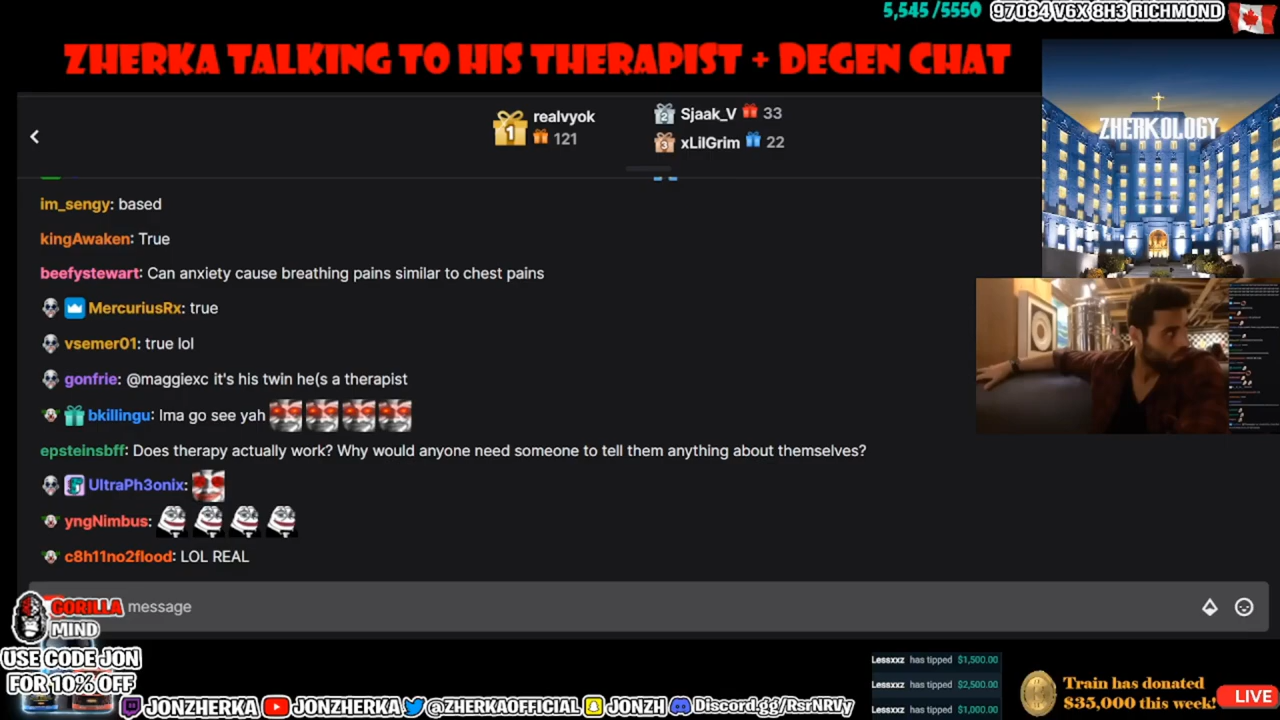 5,545 /5550
97084 V6X 8H3 RICHMOND
ZHERKA TALKING TO HIS THERAPIST + DEGEN CHAT
ZHERKOLO6Y
1
realvyok
121
2
Sjaak_V 33
3
xLilGrim 22
im_sengy: based
kingAwaken: True
beefystewart: Can anxiety cause breathing pains similar to chest pains
MercuriusRx: true
vsemer01: true lol
gonfrie: @maggiexc it's his twin he(s a therapist
bkillingu: Ima go see yah
epsteinsbff: Does therapy actually work? Why would anyone need someone to tell them anything about themselves?
UltraPh3onix:
yngNimbus:
c8h11no2flood: LOL REAL
message
GORILLA
MIND
USE CODE JON
FOR 10% OFF
JONZHERKA JONZHERKA @ZHERKAOFFICIAL JONZH Discord.gg/RsrNRVy
Lessxxz has tipped $1,500.00
Lessxxz has tipped $2,500.00
Lessxxz has tipped $1,000.00
Train has donated
$35,000 this week!
LIVE